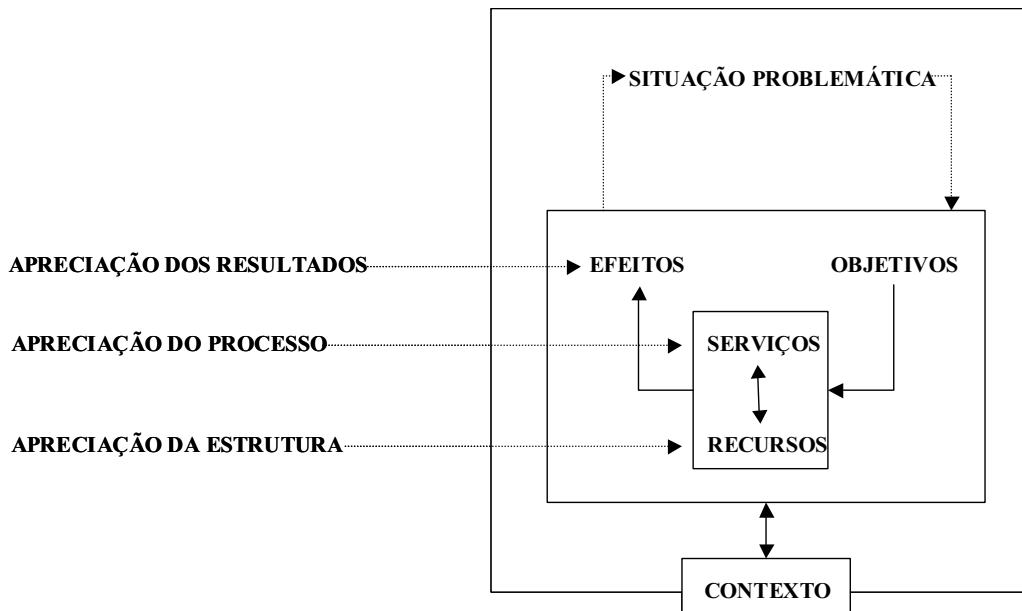 SITUAÇÃO PROBLEMÁTICA
APRECIAÇÃO DOS RESULTADOS
EFEITOS
OBJETIVOS
APRECIAÇÃO DO PROCESSO
SERVIÇOS
APRECIAÇÃO DA ESTRUTURA
RECURSOS
CONTEXTO